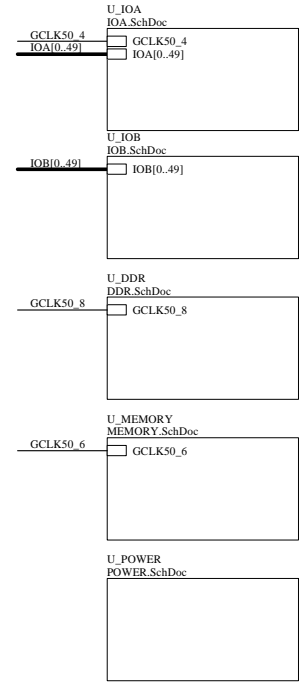 U_IOA
IOA.SchDoc
GCLK50_4 GCLK50_4
IOA[0..49] IOA[0..49]
U_IOB
IOB.SchDoc
IOB[0..49] IOB[0..49]
U_DDR
DDR.SchDoc
GCLK50_8 GCLK50_8
U_MEMORY
MEMORY.SchDoc
GCLK50_6 GCLK50_6
U_POWER
POWER.SchDoc